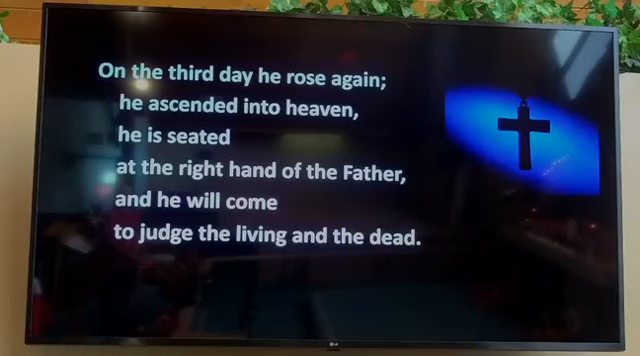 On the third day he rose again;
he ascended into heaven,
he is seated
at the right hand of the Father,
and he will come
to judge the living and the dead.
LG